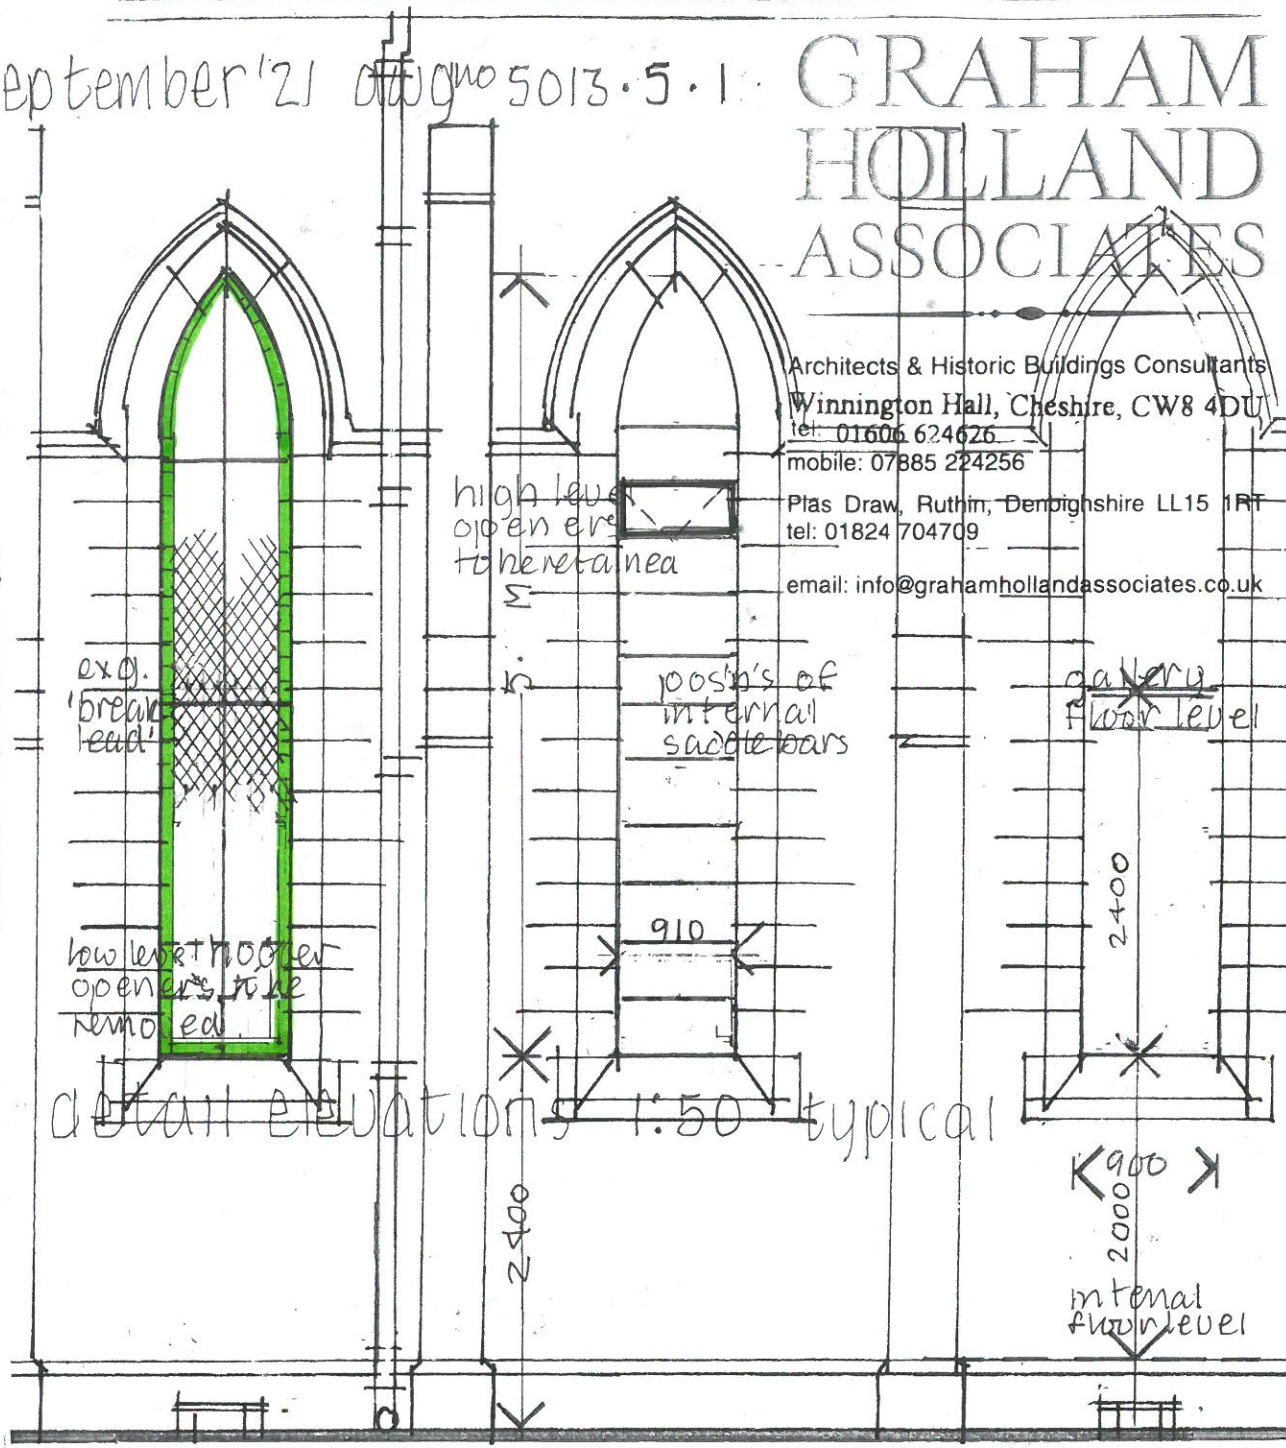 eptember '21 dwg no 5013.5.1
GRAHAM
HOLLAND
ASSOCIATES
Architects & Historic Buildings Consultants
Winnington Hall, Cheshire, CW8 4DU
tel: 01606 624626
mobile: 07885 224256
Plas Draw, Ruthin, Denbighshire LL15 1RT
tel: 01824 704709
email: info@grahamhollandassociates.co.uk
high level
openers
to be retained
5. M
exg.
'break
lead'
pos'n's of
internal
saddle bars
gallery
floor level
2400
910
low level hopper
openers to be
removed
detail elevations 1:50 typical
900
2000
2400
internal
floor level